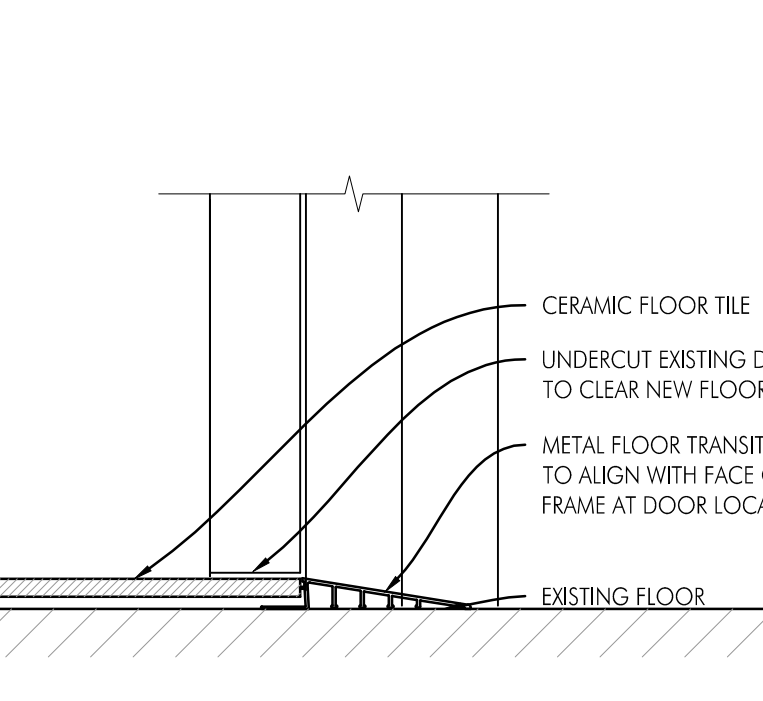 CERAMIC FLOOR TILE
UNDERCUT EXISTING D
TO CLEAR NEW FLOOR
METAL FLOOR TRANSIT
TO ALIGN WITH FACE
FRAME AT DOOR LOCA
EXISTING FLOOR